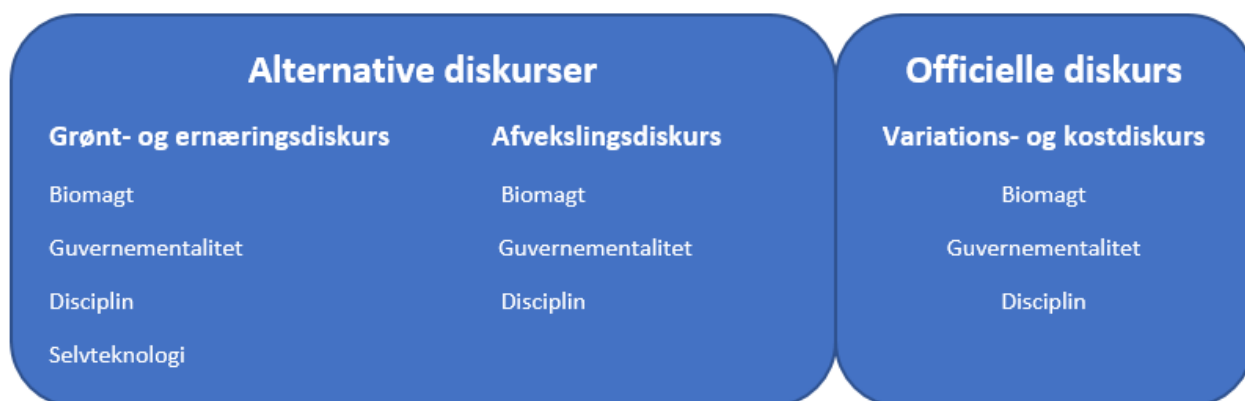 Alternative diskurser
Grønt- og ernæringsdiskurs
Biomagt
Guvernementalitet
Disciplin
Selvteknologi
Afvekslingsdiskurs
Biomagt
Guvernementalitet
Disciplin
Officielle diskurs
Variations- og kostdiskurs
Biomagt
Guvernementalitet
Disciplin